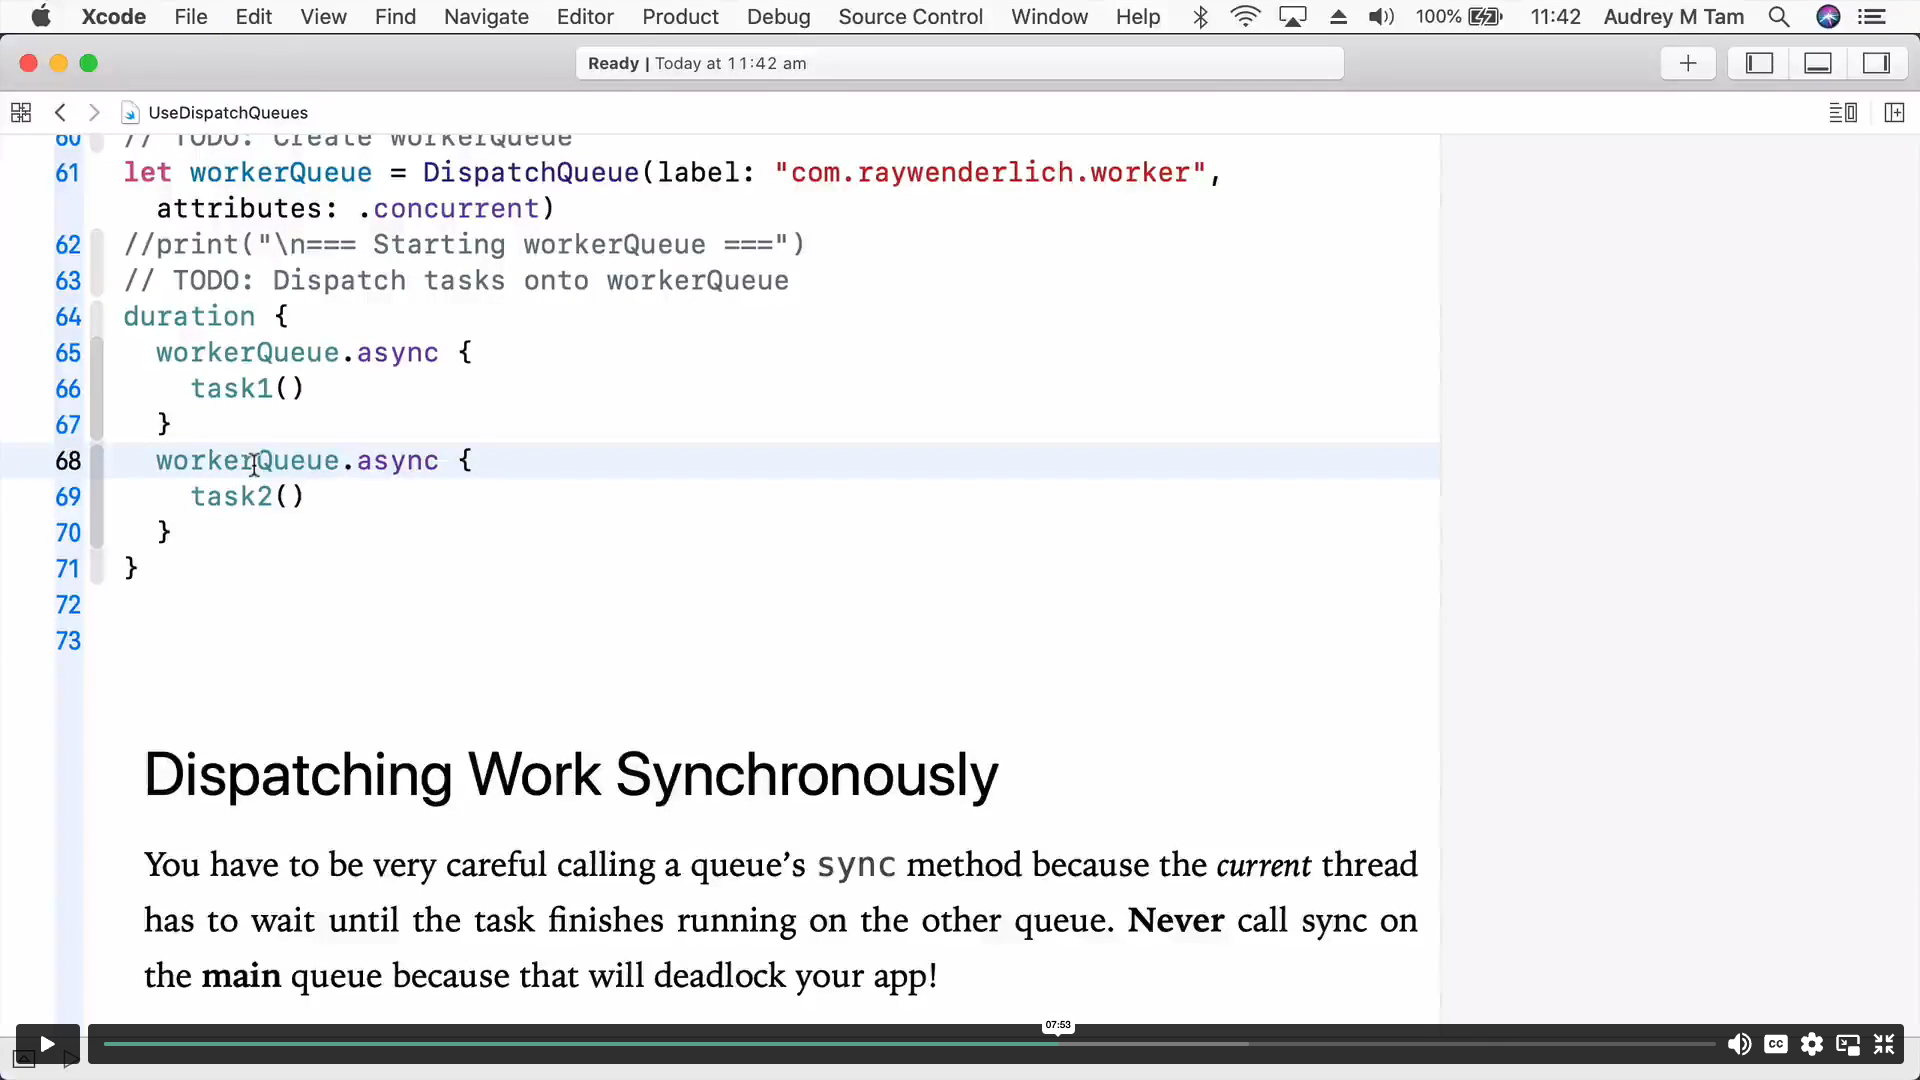 Xcode File Edit View Find Navigate Editor Product Debug Source Control Window Help 100% 11:42 Audrey M Tam
Ready | Today at 11:42 am
UseDispatchQueues
60 // TODO: Create workerQueue
61 let workerQueue = DispatchQueue(label: "com.raywenderlich.worker",
attributes: .concurrent)
62 //print("\n=== Starting workerQueue ===")
63 // TODO: Dispatch tasks onto workerQueue
64 duration {
65 workerQueue.async {
66 task1()
67 }
68 workerQueue.async {
69 task2()
70 }
71 }
72
73
Dispatching Work Synchronously
You have to be very careful calling a queue’s sync method because the current thread
has to wait until the task finishes running on the other queue. Never call sync on
the main queue because that will deadlock your app!
07:53
CC